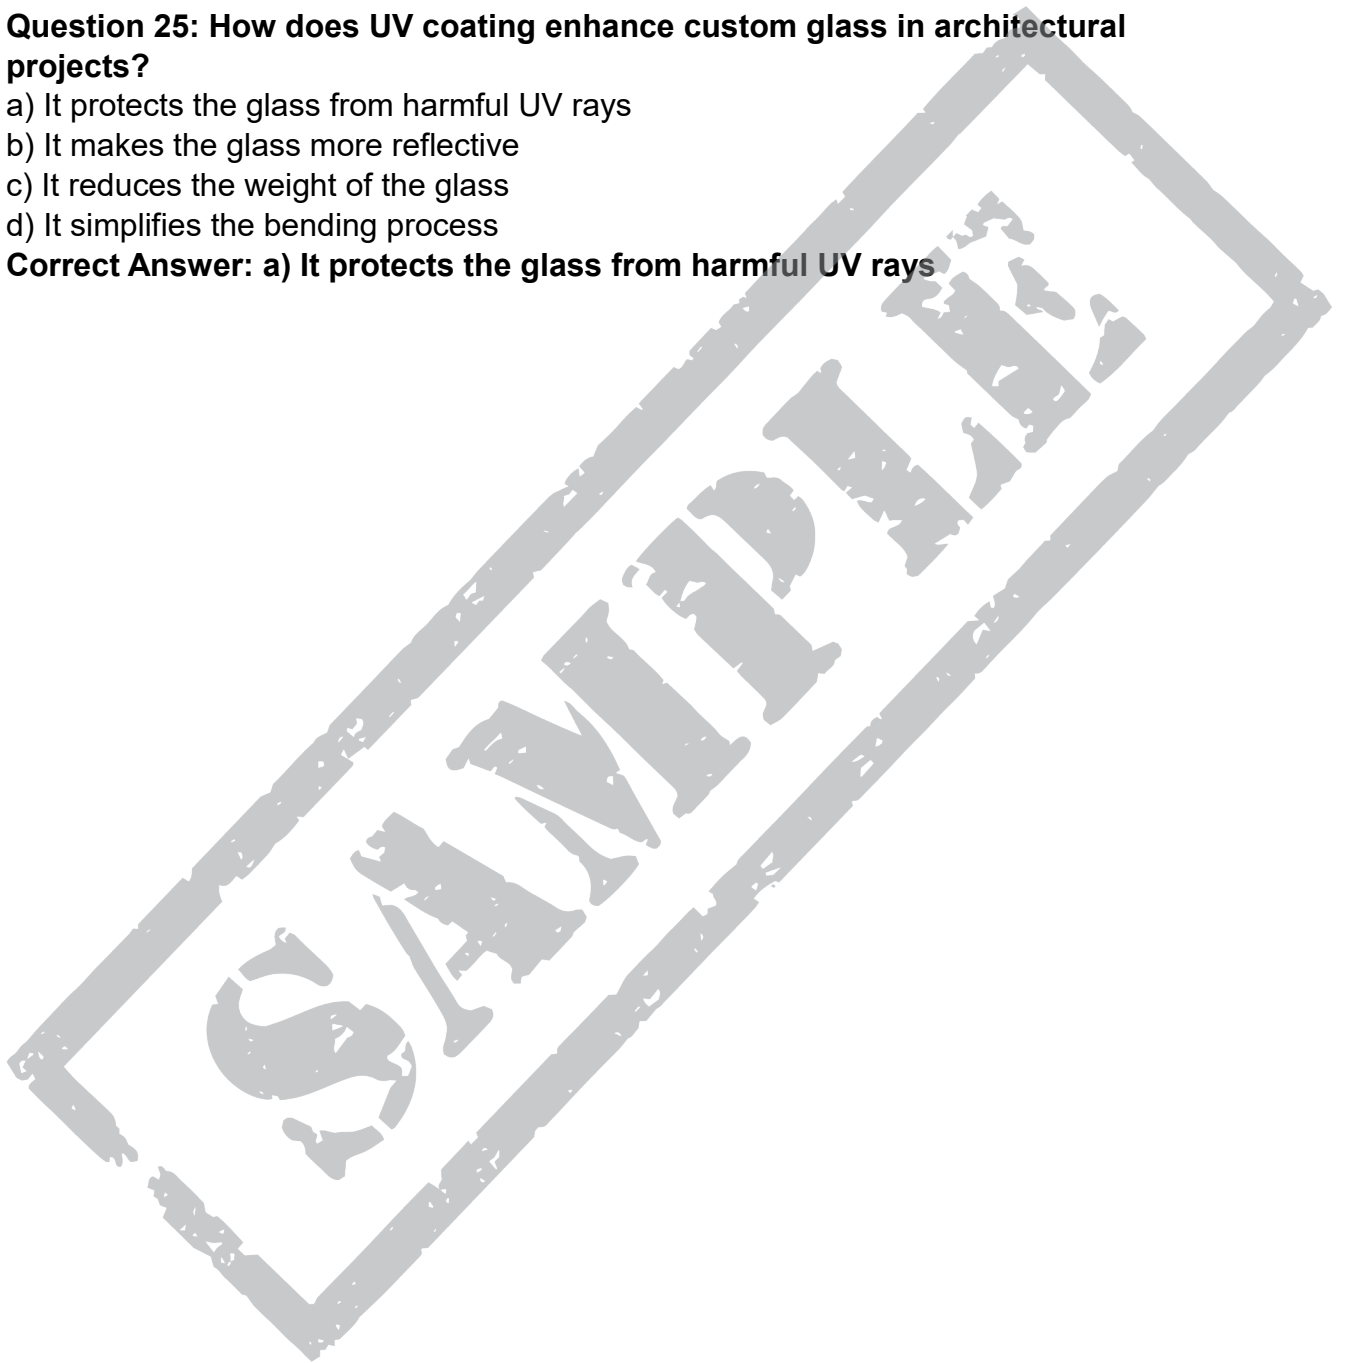 Question 25: How does UV coating enhance custom glass in architectural
projects?
a) It protects the glass from harmful UV rays
b) It makes the glass more reflective
c) It reduces the weight of the glass
d) It simplifies the bending process
Correct Answer: a) It protects the glass from harmful UV rays
SAMPLE